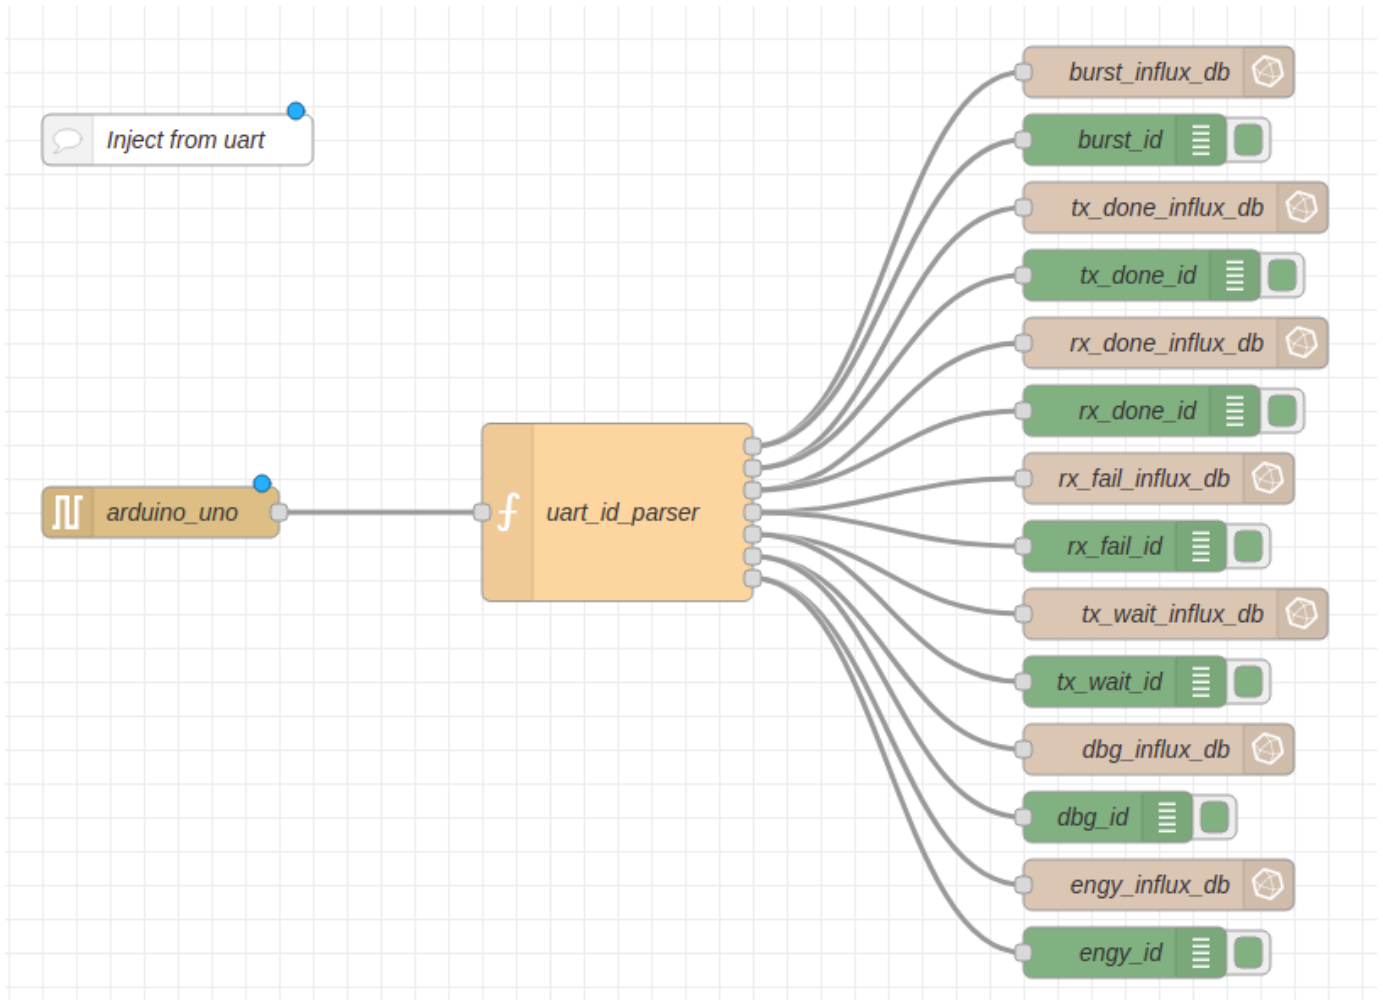 Inject from uart
arduino_uno
uart_id_parser
burst_influx_db
burst_id
tx_done_influx_db
tx_done_id
rx_done_influx_db
rx_done_id
rx_fail_influx_db
rx_fail_id
tx_wait_influx_db
tx_wait_id
dbg_influx_db
dbg_id
engy_influx_db
engy_id